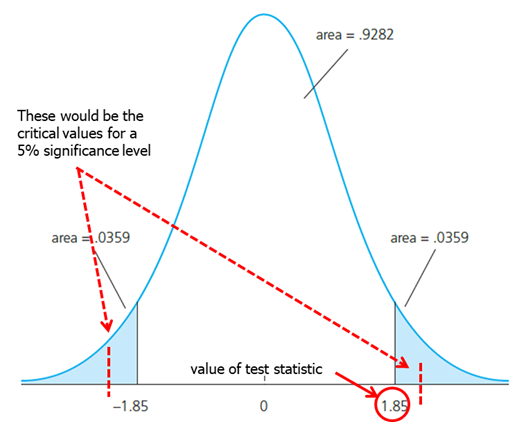 area = .9282
These would be the
critical values for a
5% significance level
area = .0359
area = .0359
value of test statistic
–1.85
0
1.85